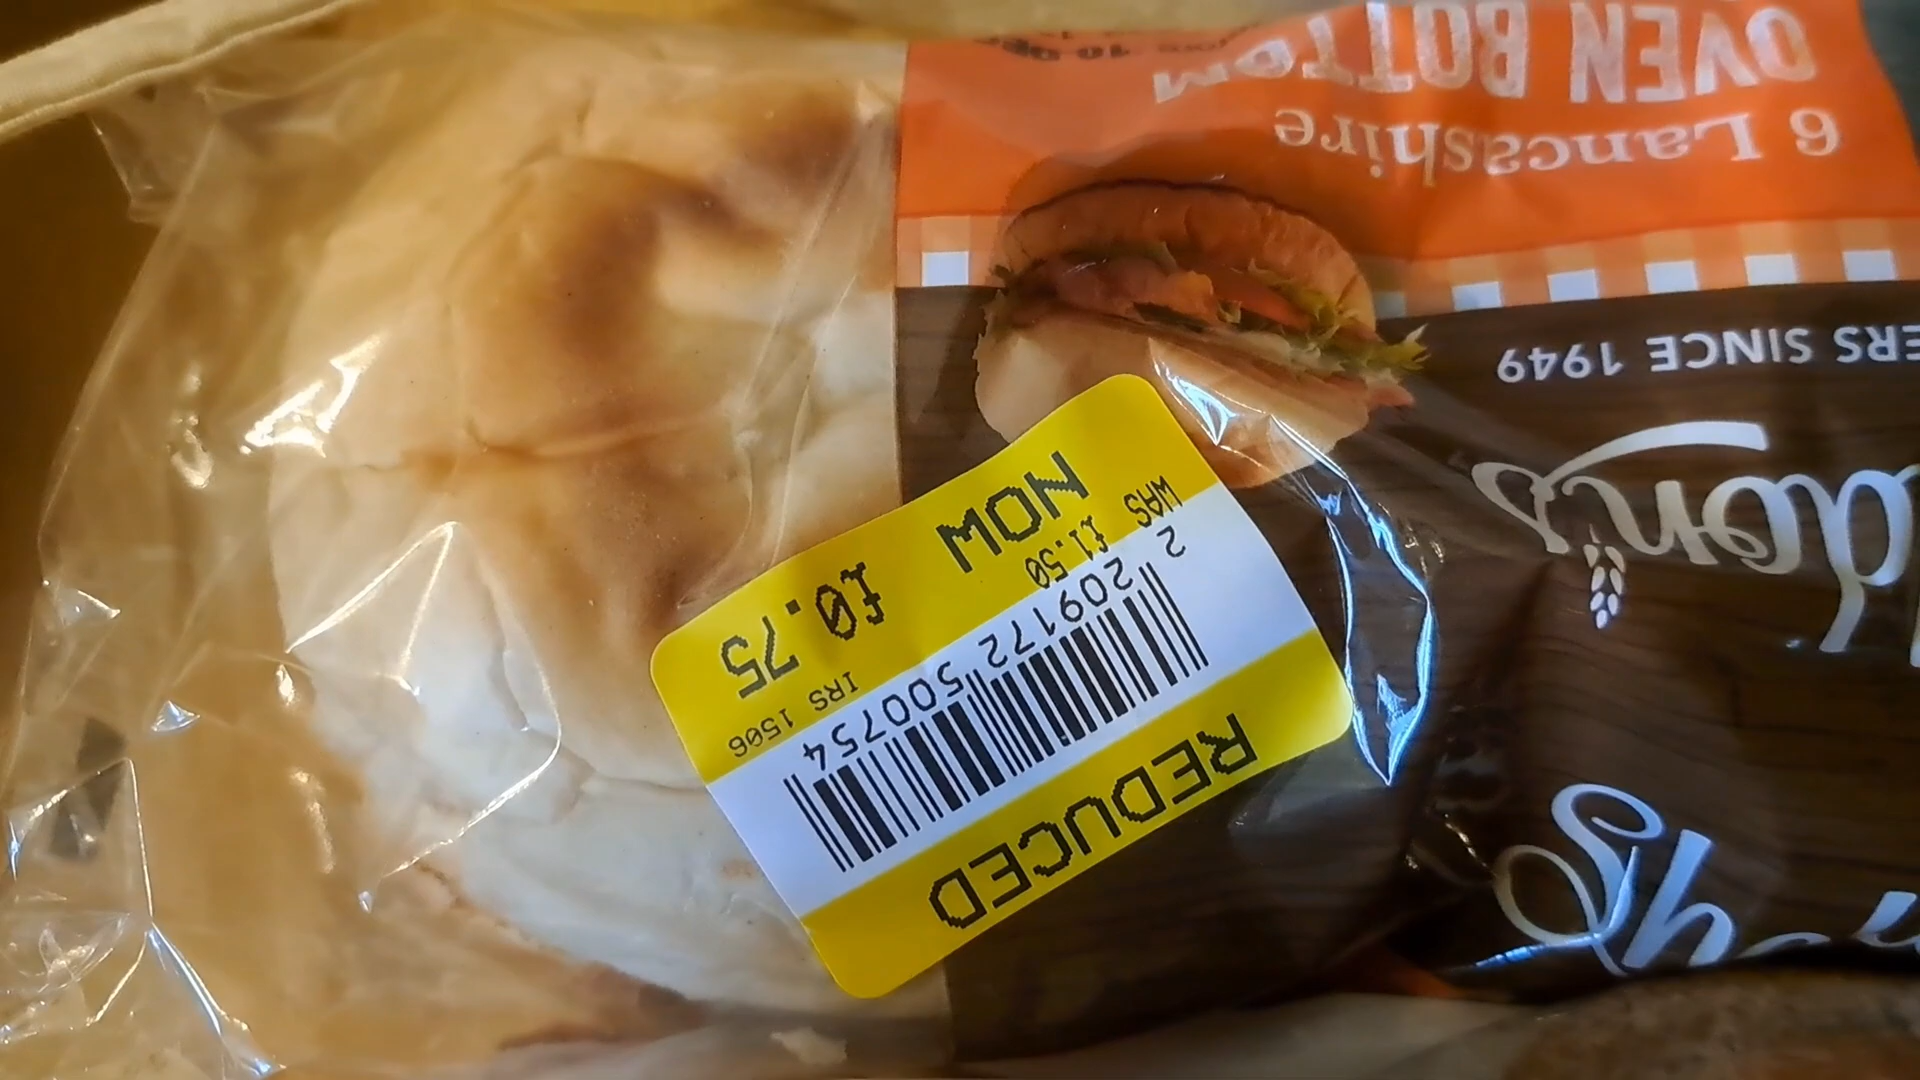 REDUCED
2 209172 500754
WAS
£1.50
IRS 1506
NOW
£0.75
ERS SINCE 1949
6 Lancashire
OVEN BOTTOM